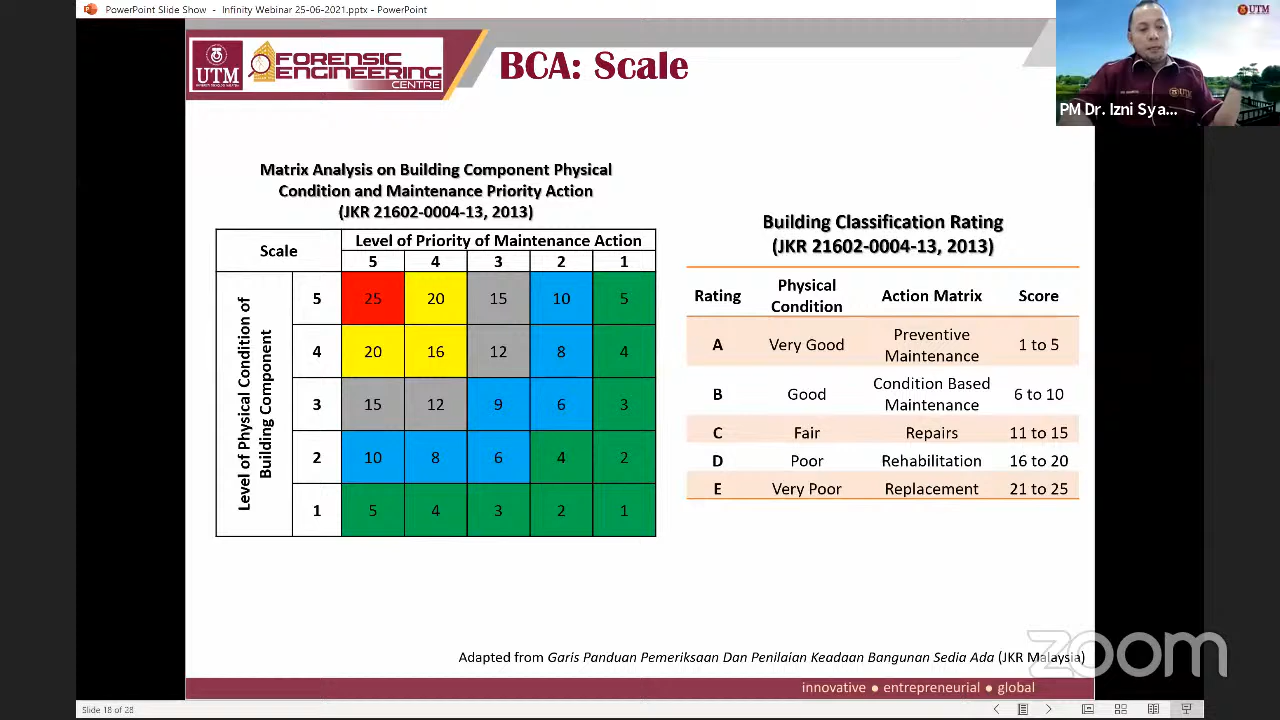 PowerPoint Slide Show - Infinity Webinar 25-06-2021.pptx - PowerPoint
UTM
PM Dr. Izni Sya...
UTM
FORENSIC
ENGINEERING
CENTRE
BCA: Scale
Matrix Analysis on Building Component Physical
Condition and Maintenance Priority Action
(JKR 21602-0004-13, 2013)
Scale
Level of Priority of Maintenance Action
5 4 3 2 1
Level of Physical Condition of
Building Component
5 25 20 15 10 5
4 20 16 12 8 4
3 15 12 9 6 3
2 10 8 6 4 2
1 5 4 3 2 1
Building Classification Rating
(JKR 21602-0004-13, 2013)
Rating Physical Condition Action Matrix Score
A Very Good Preventive Maintenance 1 to 5
B Good Condition Based Maintenance 6 to 10
C Fair Repairs 11 to 15
D Poor Rehabilitation 16 to 20
E Very Poor Replacement 21 to 25
Adapted from Garis Panduan Pemeriksaan Dan Penilaian Keadaan Bangunan Sedia Ada (JKR Malaysia)
zoom
innovative ● entrepreneurial ● global
Slide 18 of 28